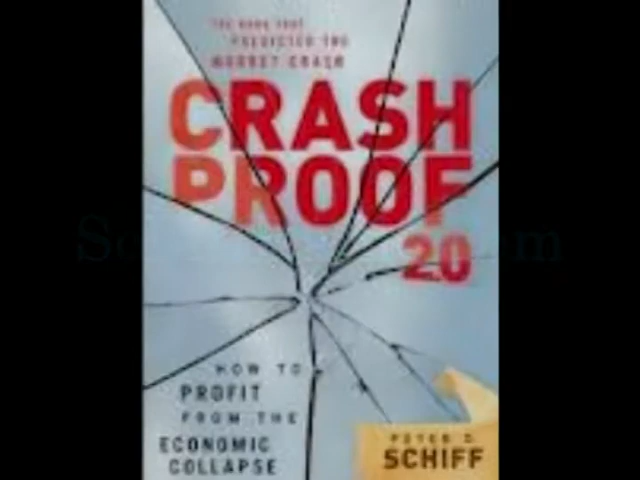 THE BOOK THAT
PREDICTED THE
MARKET CRASH
CRASH
PROOF
2.0
HOW TO
PROFIT
FROM THE
ECONOMIC
COLLAPSE
PETER D.
SCHIFF